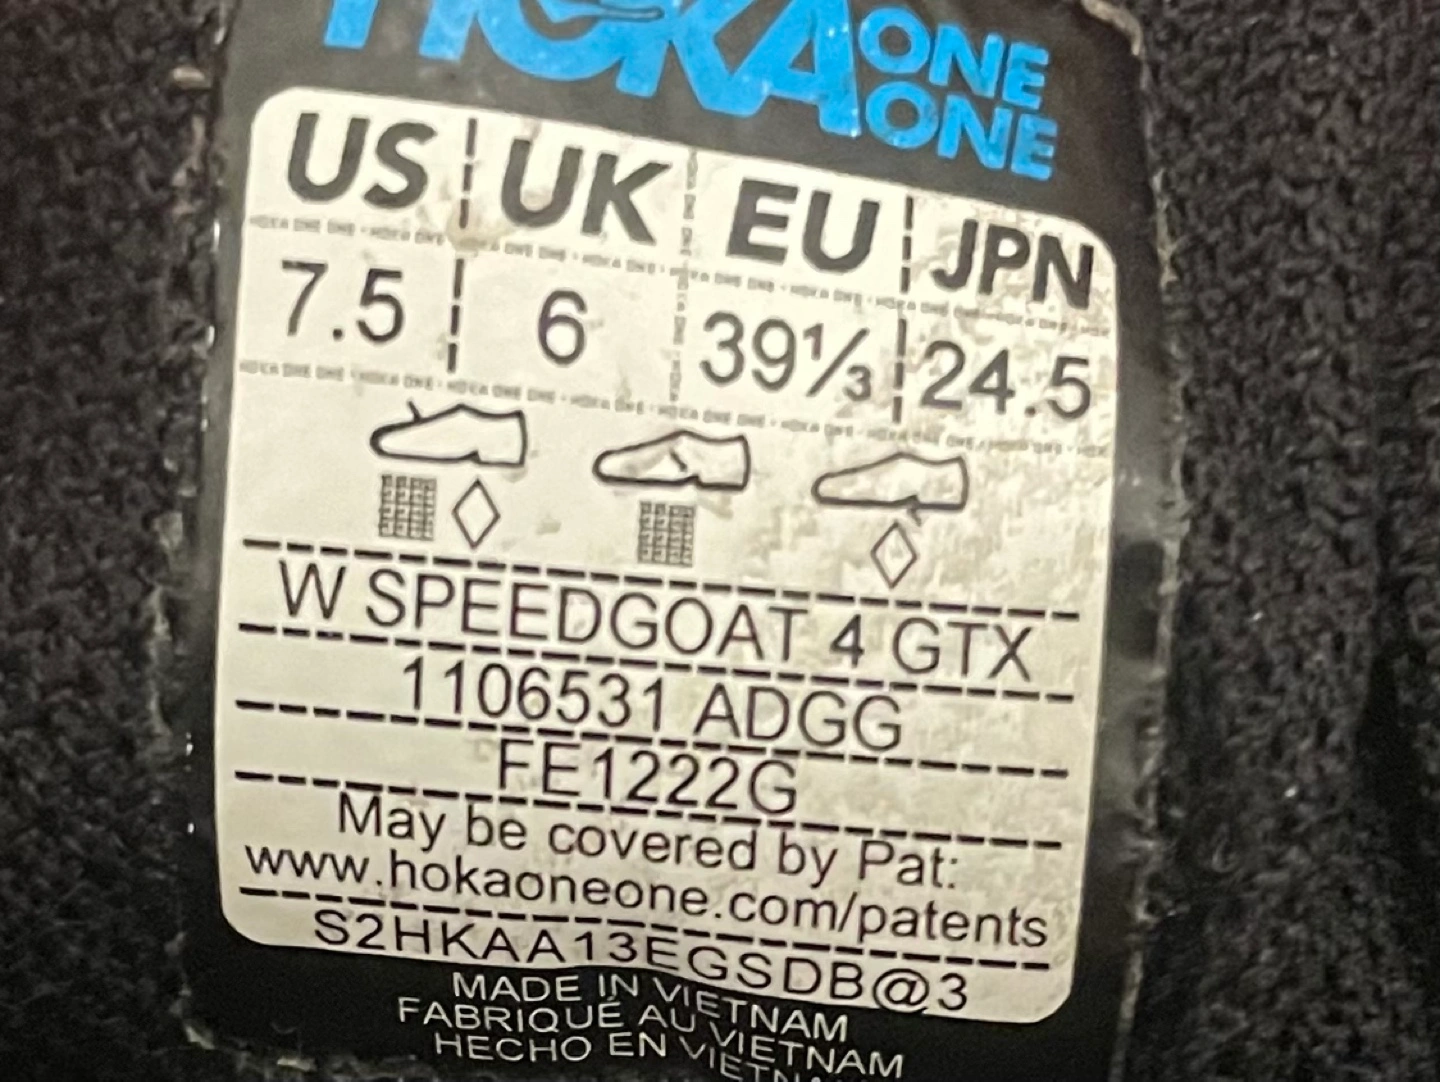 HOKA ONE ONE
US UK EU JPN
7.5 6 39⅓ 24.5
W SPEEDGOAT 4 GTX
1106531 ADGG
FE1222G
May be covered by Pat:
www.hokaoneone.com/patents
S2HKAA13EGSDB@3
MADE IN VIETNAM
FABRIQUÉ AU VIETNAM
HECHO EN VIETNAM